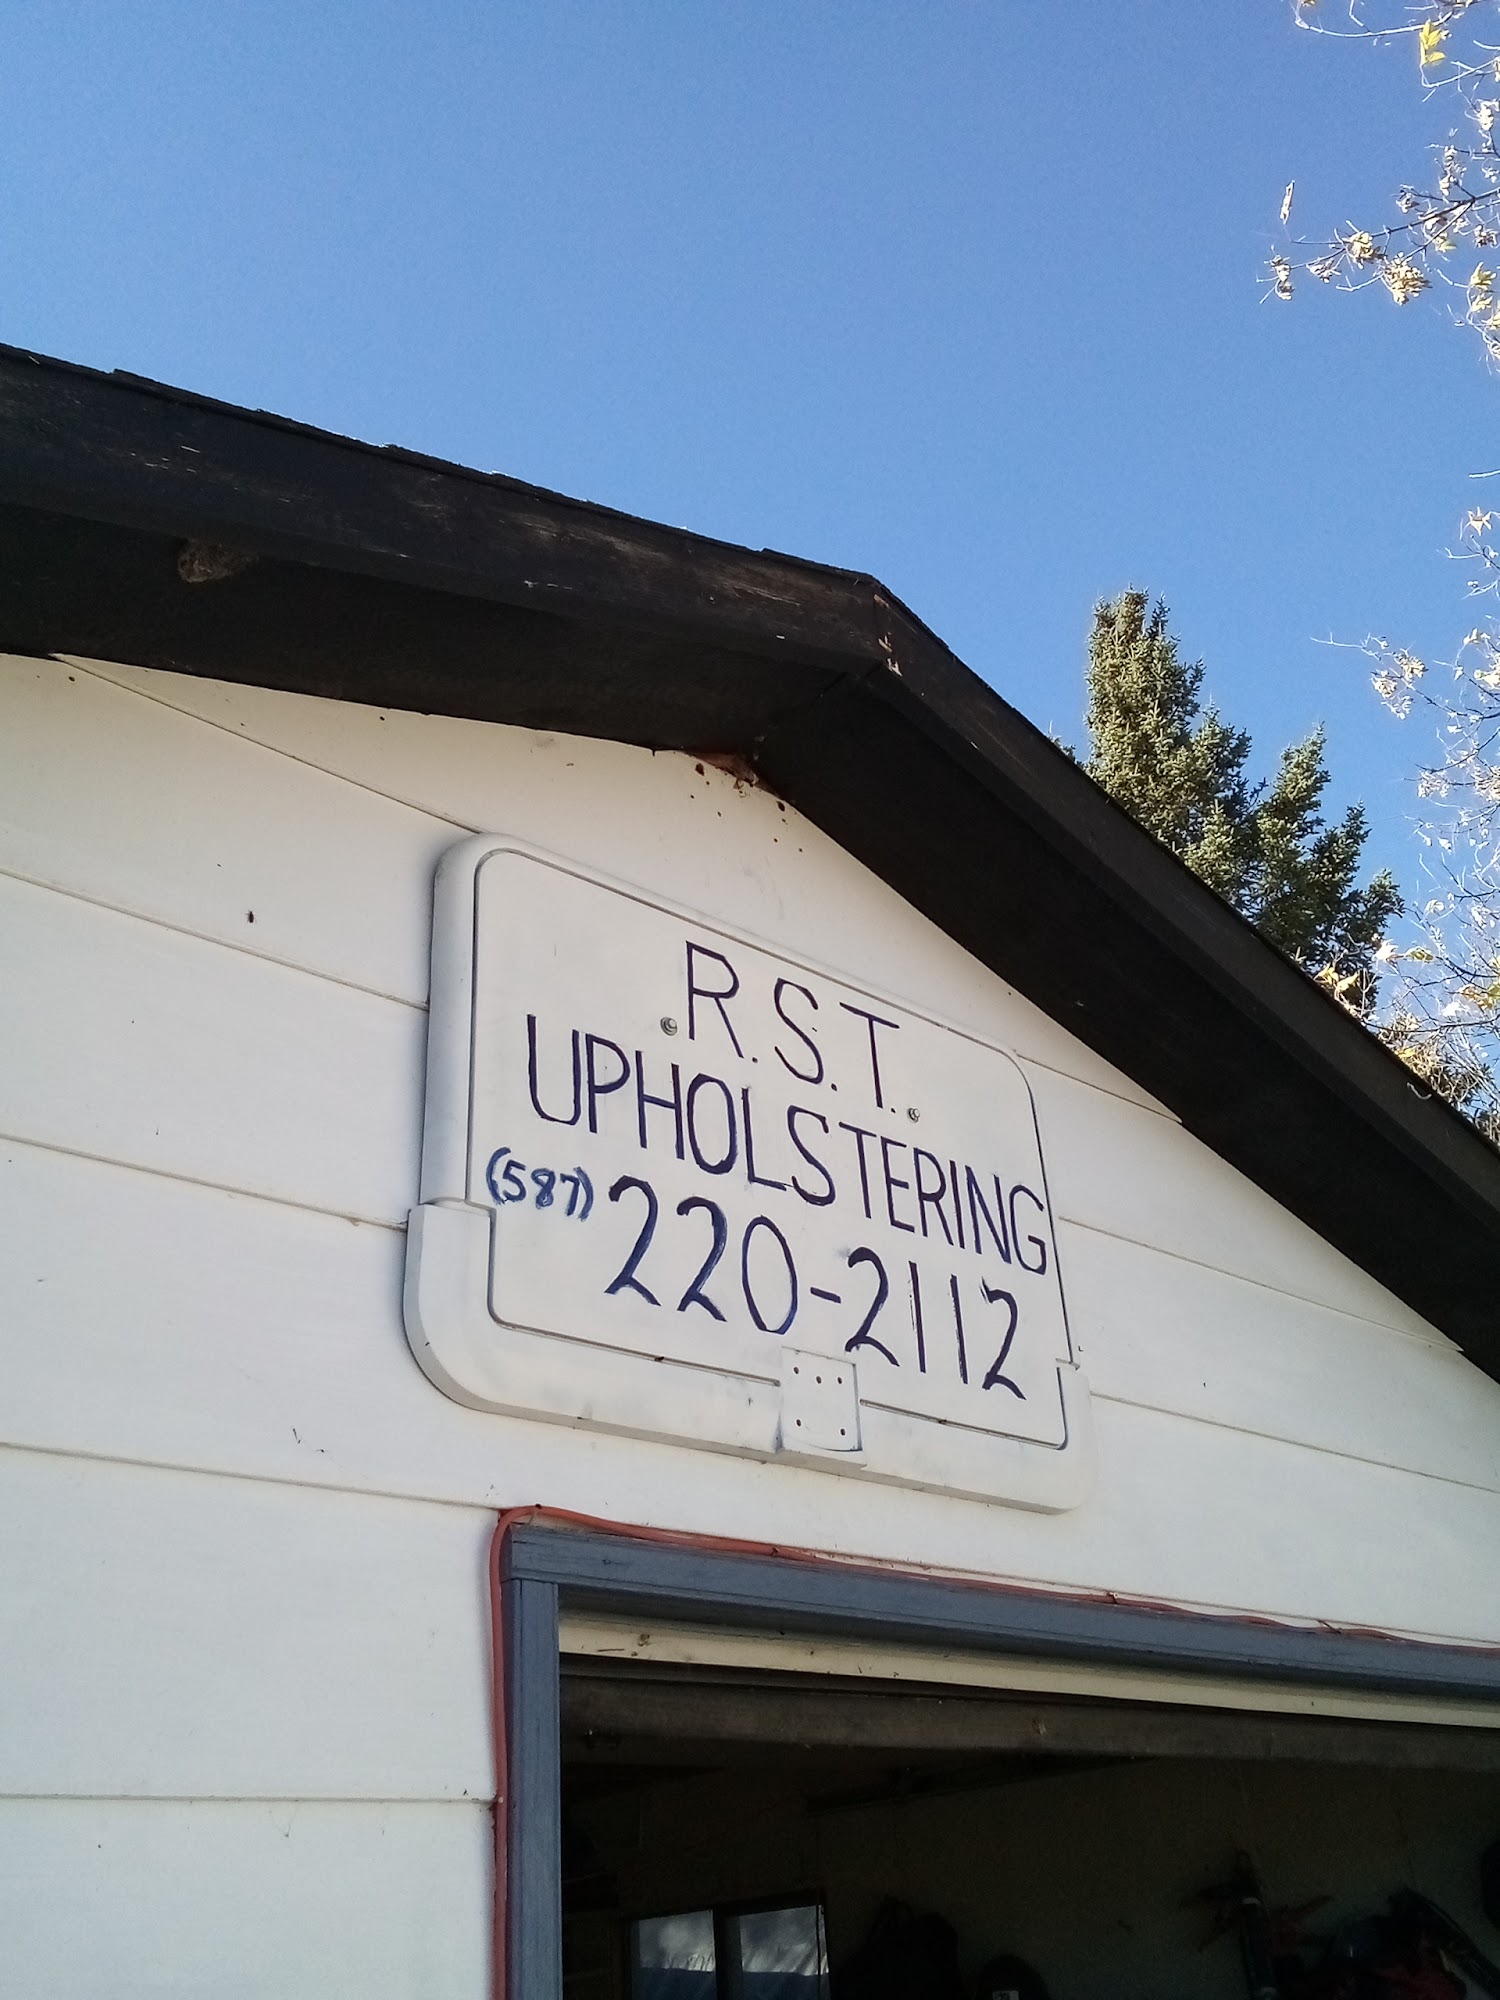 R.S.T.
UPHOLSTERING
(587) 220-2112